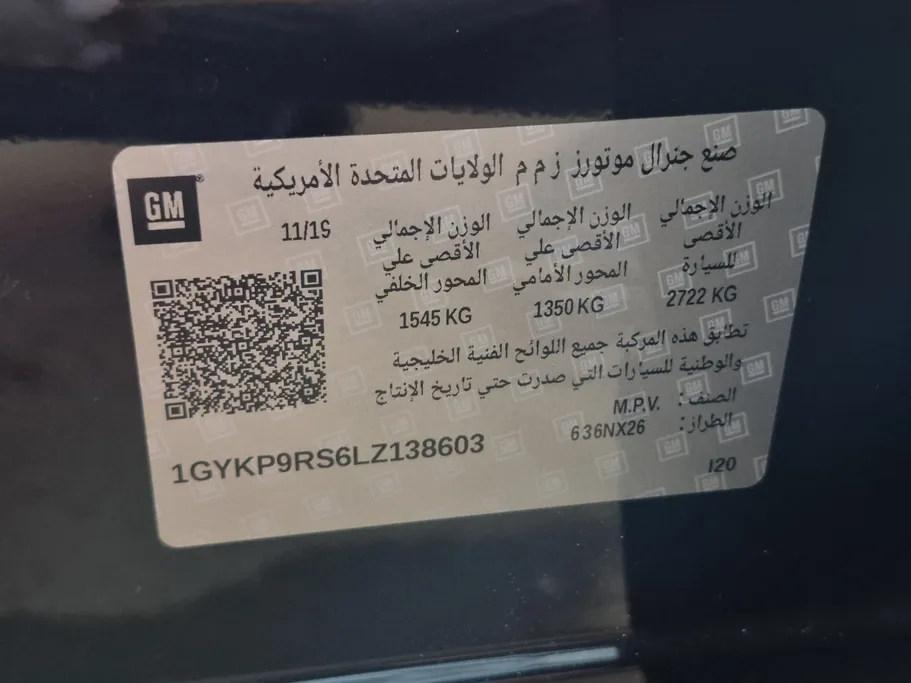 صنع جنرال موتورز ز م م الولايات المتحدة الأمريكية
GM
11/19
الوزن الإجمالي الأقصى للسيارة
2722 KG
الوزن الإجمالي الأقصى علي المحور الأمامي
1350 KG
الوزن الإجمالي الأقصى علي المحور الخلفي
1545 KG
تطابق هذه المركبة جميع اللوائح الفنية الخليجية
والوطنية للسيارات التي صدرت حتي تاريخ الإنتاج
الصنف: M.P.V.
الطراز: 636NX26
I20
1GYKP9RS6LZ138603